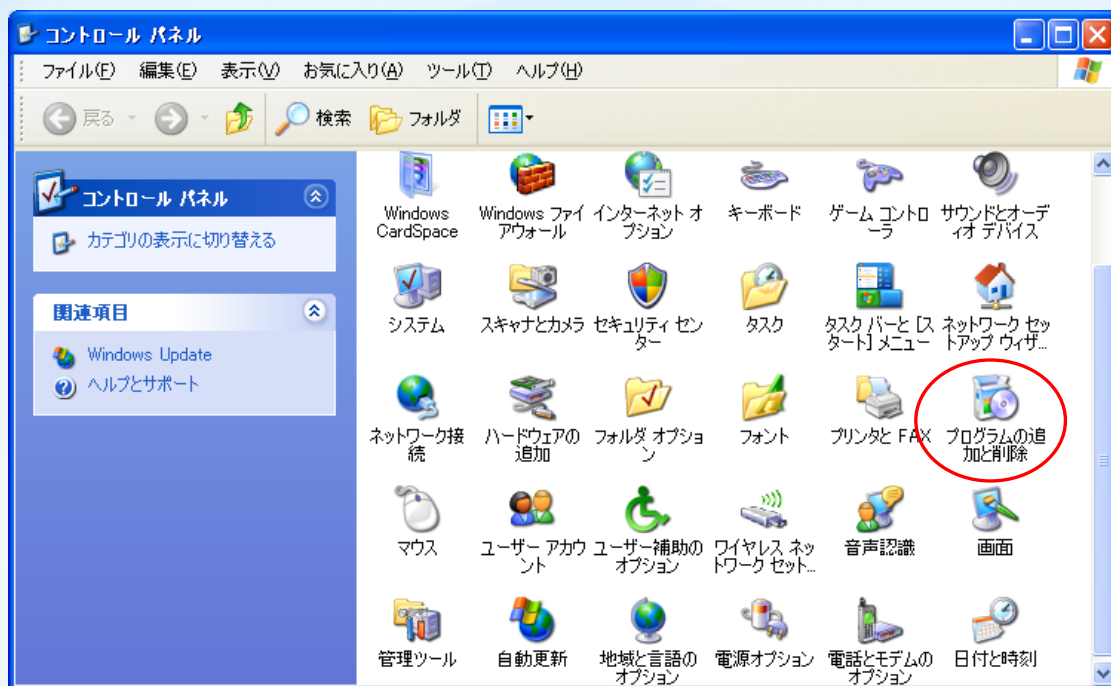 コントロール パネル
ファイル(F) 編集(E) 表示(V) お気に入り(A) ツール(T) ヘルプ(H)
戻る 検索 フォルダ
コントロール パネル
カテゴリの表示に切り替える
関連項目
Windows Update
ヘルプとサポート
Windows
CardSpace
Windows ファイ
アウォール
インターネット オ
プション
キーボード
ゲーム コントロ
ーラ
サウンドとオーデ
ィオ デバイス
システム
スキャナとカメラ
セキュリティ セン
ター
タスク
タスク バーと [ス
タート] メニュー
ネットワーク セッ
トアップ ウィザ...
ネットワーク接
続
ハードウェアの
追加
フォルダ オプショ
ン
フォント
プリンタと FAX
プログラムの追
加と削除
マウス
ユーザー アカウ
ント
ユーザー補助の
オプション
ワイヤレス ネッ
トワーク セット...
音声認識
画面
管理ツール
自動更新
地域と言語の
オプション
電源オプション
電話とモデムの
オプション
日付と時刻